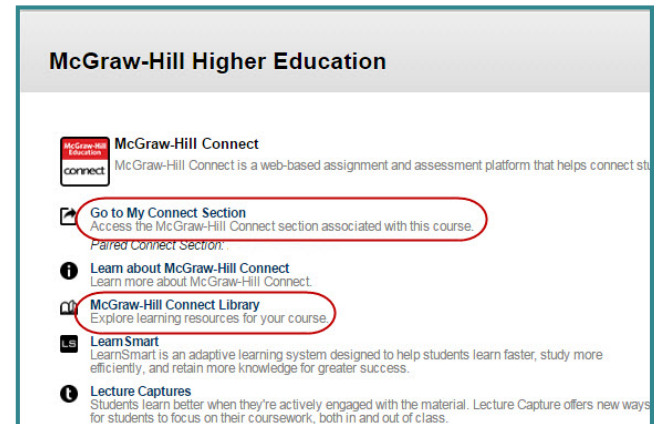 McGraw-Hill Higher Education
McGraw-Hill
Education
connect
McGraw-Hill Connect
McGraw-Hill Connect is a web-based assignment and assessment platform that helps connect stu
Go to My Connect Section
Access the McGraw-Hill Connect section associated with this course.
Paired Connect Section:
Learn about McGraw-Hill Connect
Learn more about McGraw-Hill Connect.
McGraw-Hill Connect Library
Explore learning resources for your course.
LS
LearnSmart
LearnSmart is an adaptive learning system designed to help students learn faster, study more
efficiently, and retain more knowledge for greater success.
Lecture Captures
Students learn better when they're actively engaged with the material. Lecture Capture offers new ways
for students to focus on their coursework, both in and out of class.